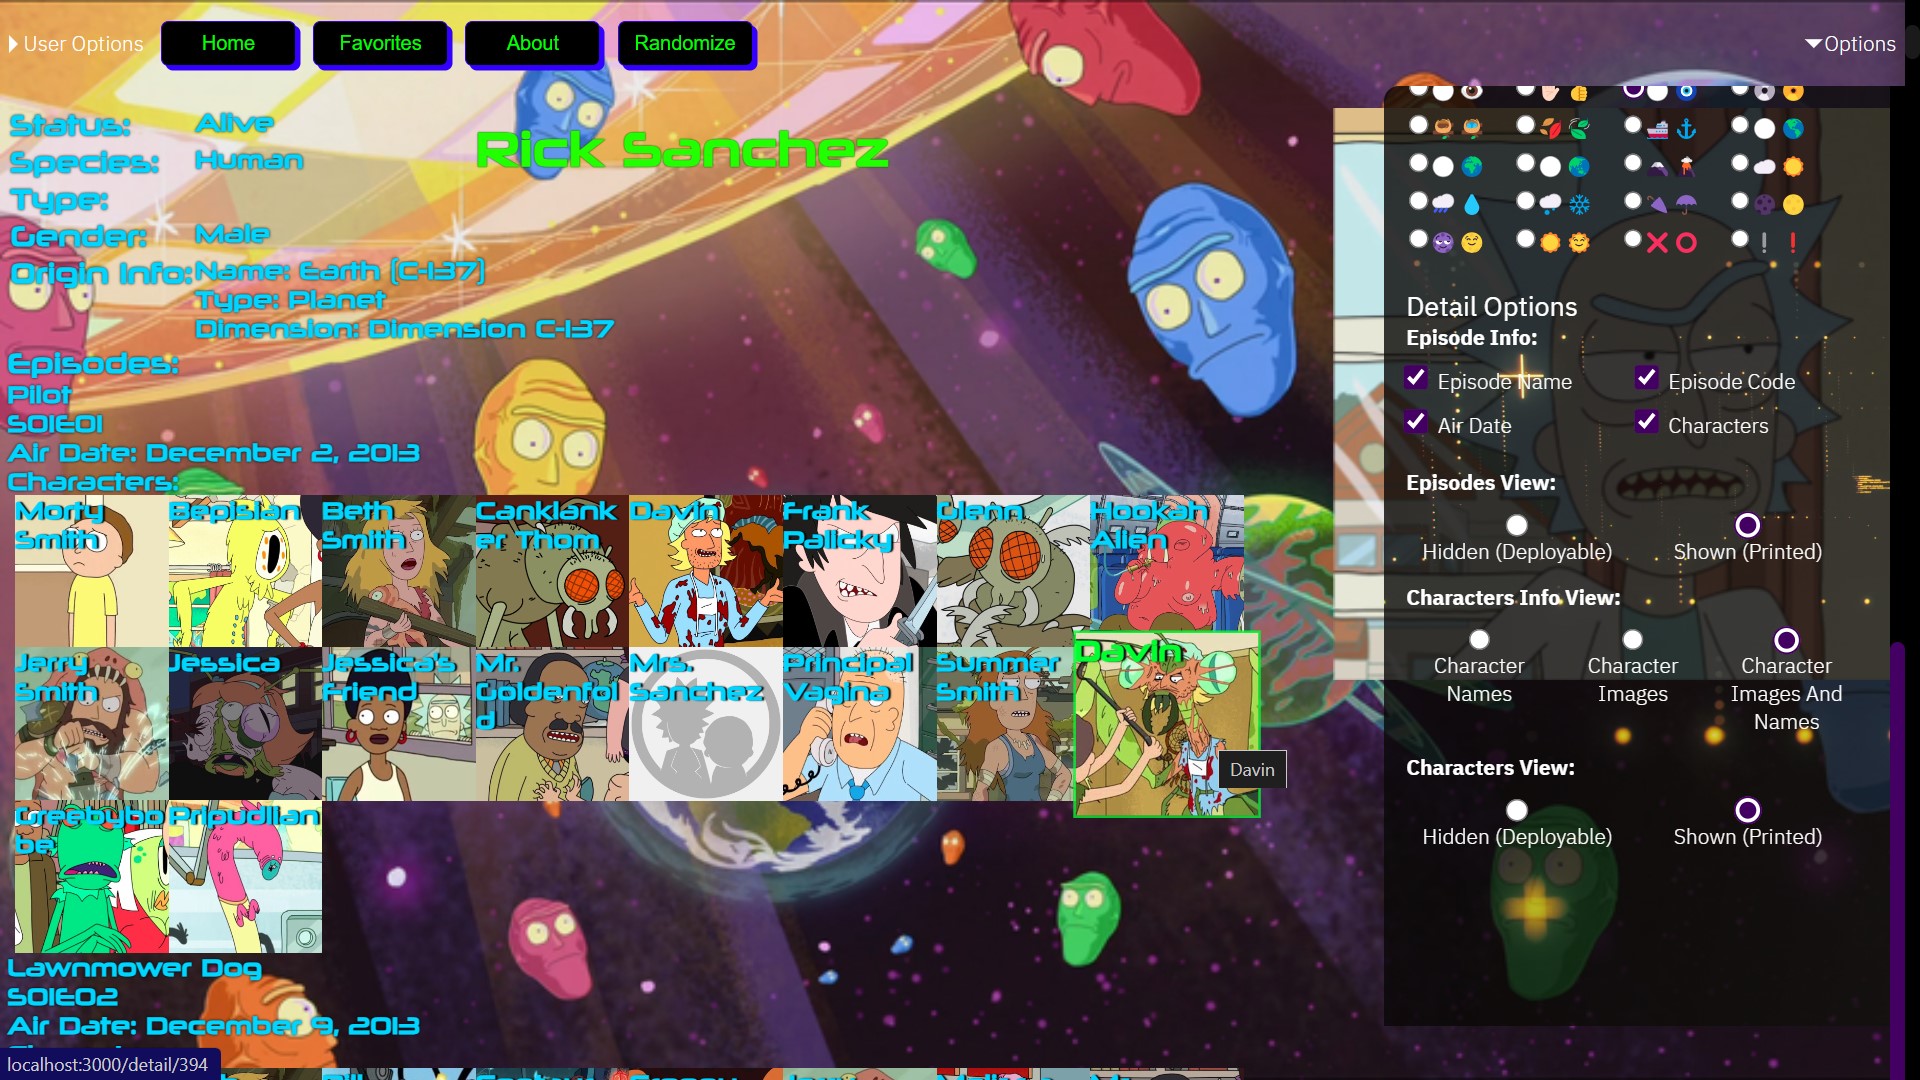 User Options
Home
Favorites
About
Randomize
Options
Rick Sanchez
Status: Alive
Species: Human
Type:
Gender: Male
Origin Info: Name: Earth (C-137)
Type: Planet
Dimension: Dimension C-137
Episodes:
Pilot
S01E01
Air Date: December 2, 2013
Characters:
Morty Smith
Bepisian
Beth Smith
Canklanker Thom
Davin
Frank Palicky
Glenn
Hookah Alien
Jerry Smith
Jessica
Jessica's Friend
Mr. Goldenfold
Mrs. Sanchez
Principal Vagina
Summer Smith
Davin
Davin
Greebybobe
Pripudlian
Lawnmower Dog
S01E02
Air Date: December 9, 2013
localhost:3000/detail/394
Detail Options
Episode Info:
Episode Name
Episode Code
Air Date
Characters
Episodes View:
Hidden (Deployable)
Shown (Printed)
Characters Info View:
Character Names
Character Images
Character Images And Names
Characters View:
Hidden (Deployable)
Shown (Printed)